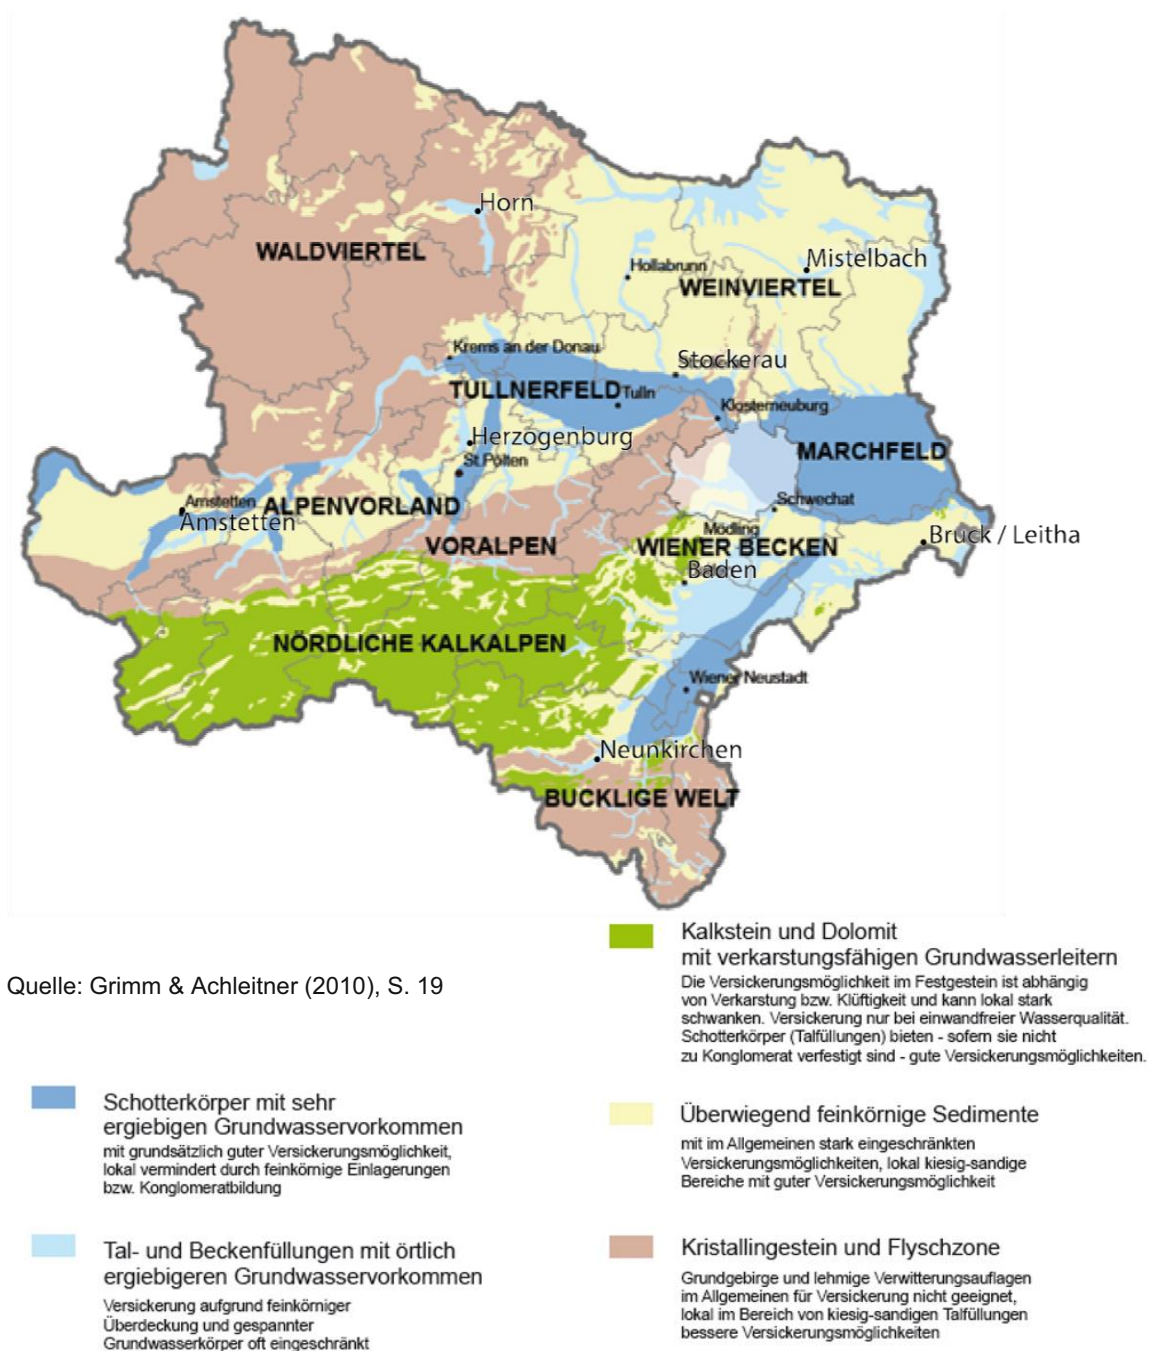 Horn
WALDVIERTEL
Mistelbach
Hollabrunn
WEINVIERTEL
Krems an der Donau
Stockerau
TULLNERFELD
Tulln
Klosterneuburg
Herzogenburg
MARCHFELD
St.Pölten
Amstetten
ALPENVORLAND
Schwechat
Amstetten
Mödling
Bruck / Leitha
VORALPEN
WIENER BECKEN
Baden
NÖRDLICHE KALKALPEN
Wiener Neustadt
Neunkirchen
BUCKLIGE WELT
Quelle: Grimm & Achleitner (2010), S. 19
Kalkstein und Dolomit
mit verkarstungsfähigen Grundwasserleitern
Die Versickerungsmöglichkeit im Festgestein ist abhängig
von Verkarstung bzw. Klüftigkeit und kann lokal stark
schwanken. Versickerung nur bei einwandfreier Wasserqualität.
Schotterkörper (Talfüllungen) bieten - sofern sie nicht
zu Konglomerat verfestigt sind - gute Versickerungsmöglichkeiten.
Schotterkörper mit sehr
ergiebigen Grundwasservorkommen
mit grundsätzlich guter Versickerungsmöglichkeit,
lokal vermindert durch feinkörnige Einlagerungen
bzw. Konglomeratbildung
Überwiegend feinkörnige Sedimente
mit im Allgemeinen stark eingeschränkten
Versickerungsmöglichkeiten, lokal kiesig-sandige
Bereiche mit guter Versickerungsmöglichkeit
Tal- und Beckenfüllungen mit örtlich
ergiebigeren Grundwasservorkommen
Versickerung aufgrund feinkörniger
Überdeckung und gespannter
Grundwasserkörper oft eingeschränkt
Kristallingestein und Flyschzone
Grundgebirge und lehmige Verwitterungsauflagen
im Allgemeinen für Versickerung nicht geeignet,
lokal im Bereich von kiesig-sandigen Talfüllungen
bessere Versickerungsmöglichkeiten